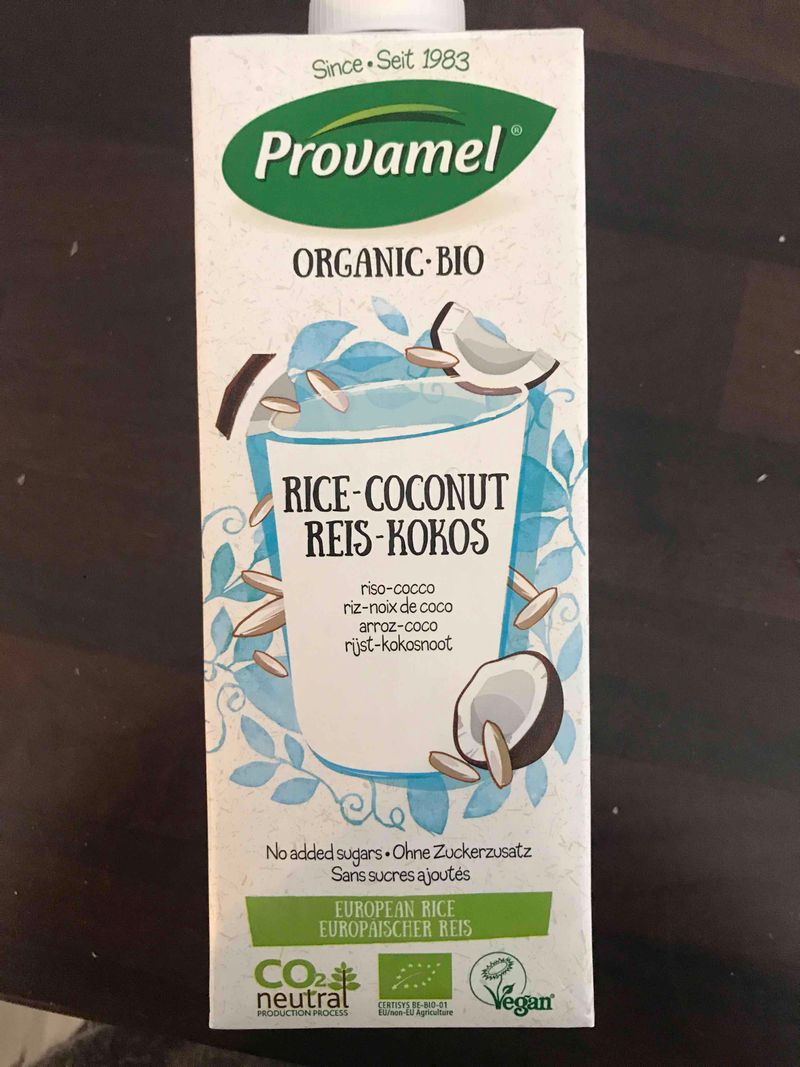 Since • Seit 1983
Provamel®
ORGANIC·BIO
RICE-COCONUT
REIS-KOKOS
riso-cocco
riz-noix de coco
arroz-coco
rijst-kokosnoot
No added sugars • Ohne Zuckerzusatz
Sans sucres ajoutés
EUROPEAN RICE
EUROPAISCHER REIS
CO2
neutral
PRODUCTION PROCESS
CERTISYS BE-BIO-01
EU/non-EU Agriculture
Vegan